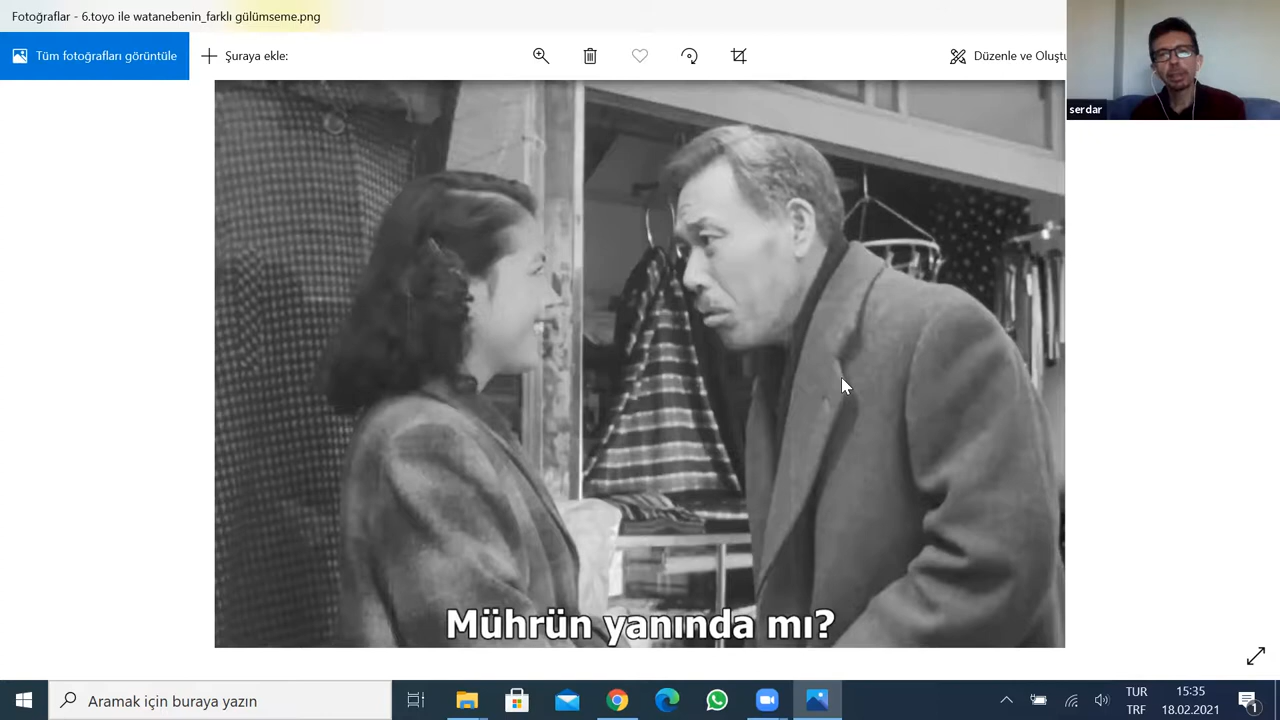 Fotoğraflar - 6.toyo ile watanebenin_farklı gülümseme.png
Tüm fotoğrafları görüntüle
Şuraya ekle:
Düzenle ve Oluştu
serdar
Mührün yanında mı?
Aramak için buraya yazın
TUR
TRF
15:35
18.02.2021
1